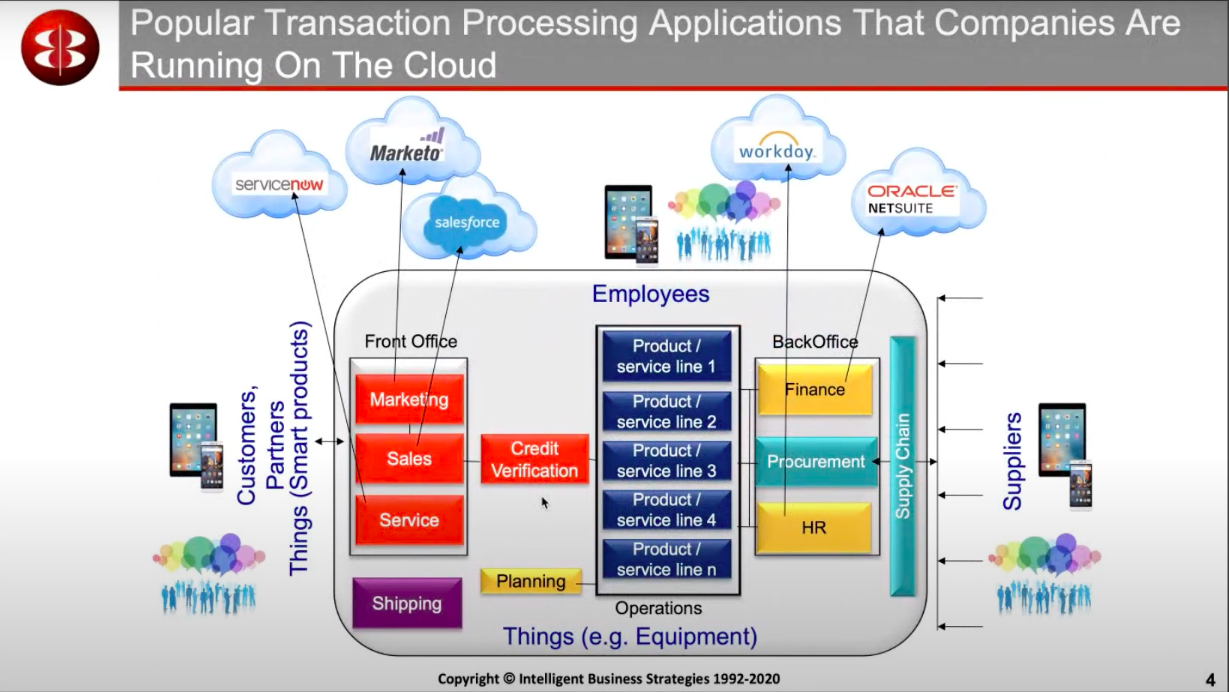 Popular Transaction Processing Applications That Companies Are
Running On The Cloud
servicenow
Marketo
salesforce
workday
ORACLE
NETSUITE
Employees
Front Office
Marketing
Sales
Service
Shipping
Credit
Verification
Planning
Product /
service line 1
Product /
service line 2
Product /
service line 3
Product /
service line 4
Product /
service line n
Operations
BackOffice
Finance
Procurement
HR
Supply Chain
Customers,
Partners
Things (Smart products)
Suppliers
Things (e.g. Equipment)
Copyright © Intelligent Business Strategies 1992-2020
4